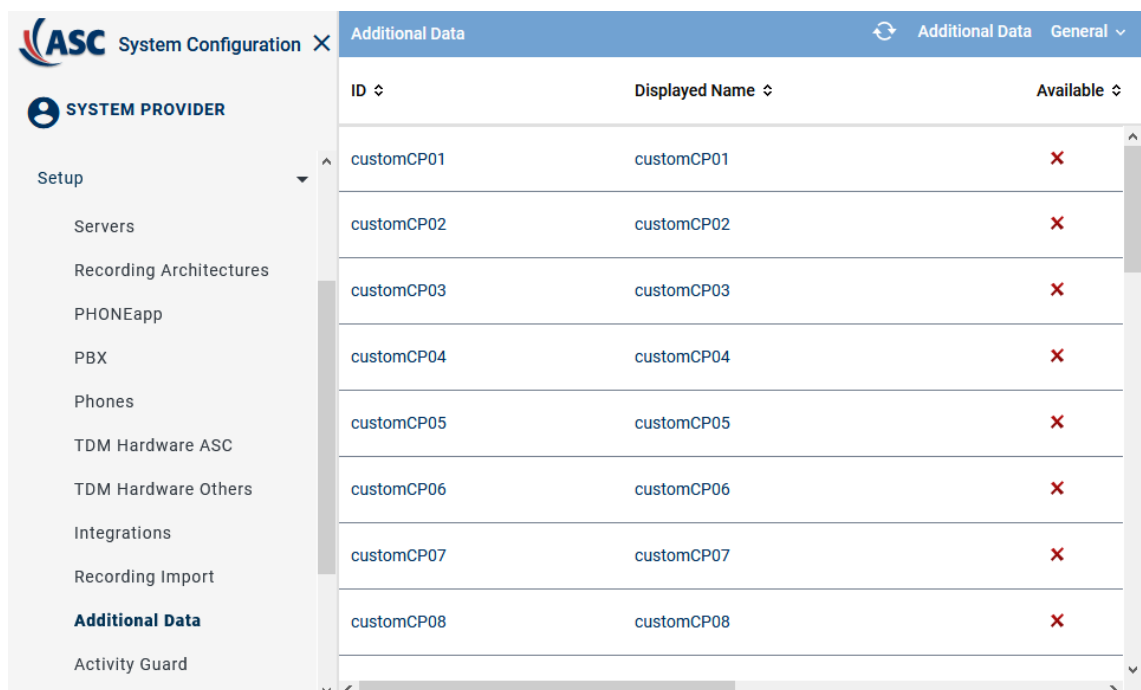 ASC System Configuration
SYSTEM PROVIDER
Setup
Servers
Recording Architectures
PHONEapp
PBX
Phones
TDM Hardware ASC
TDM Hardware Others
Integrations
Recording Import
Additional Data
Activity Guard
Additional Data Additional Data General
ID Displayed Name Available
customCP01 customCP01
customCP02 customCP02
customCP03 customCP03
customCP04 customCP04
customCP05 customCP05
customCP06 customCP06
customCP07 customCP07
customCP08 customCP08